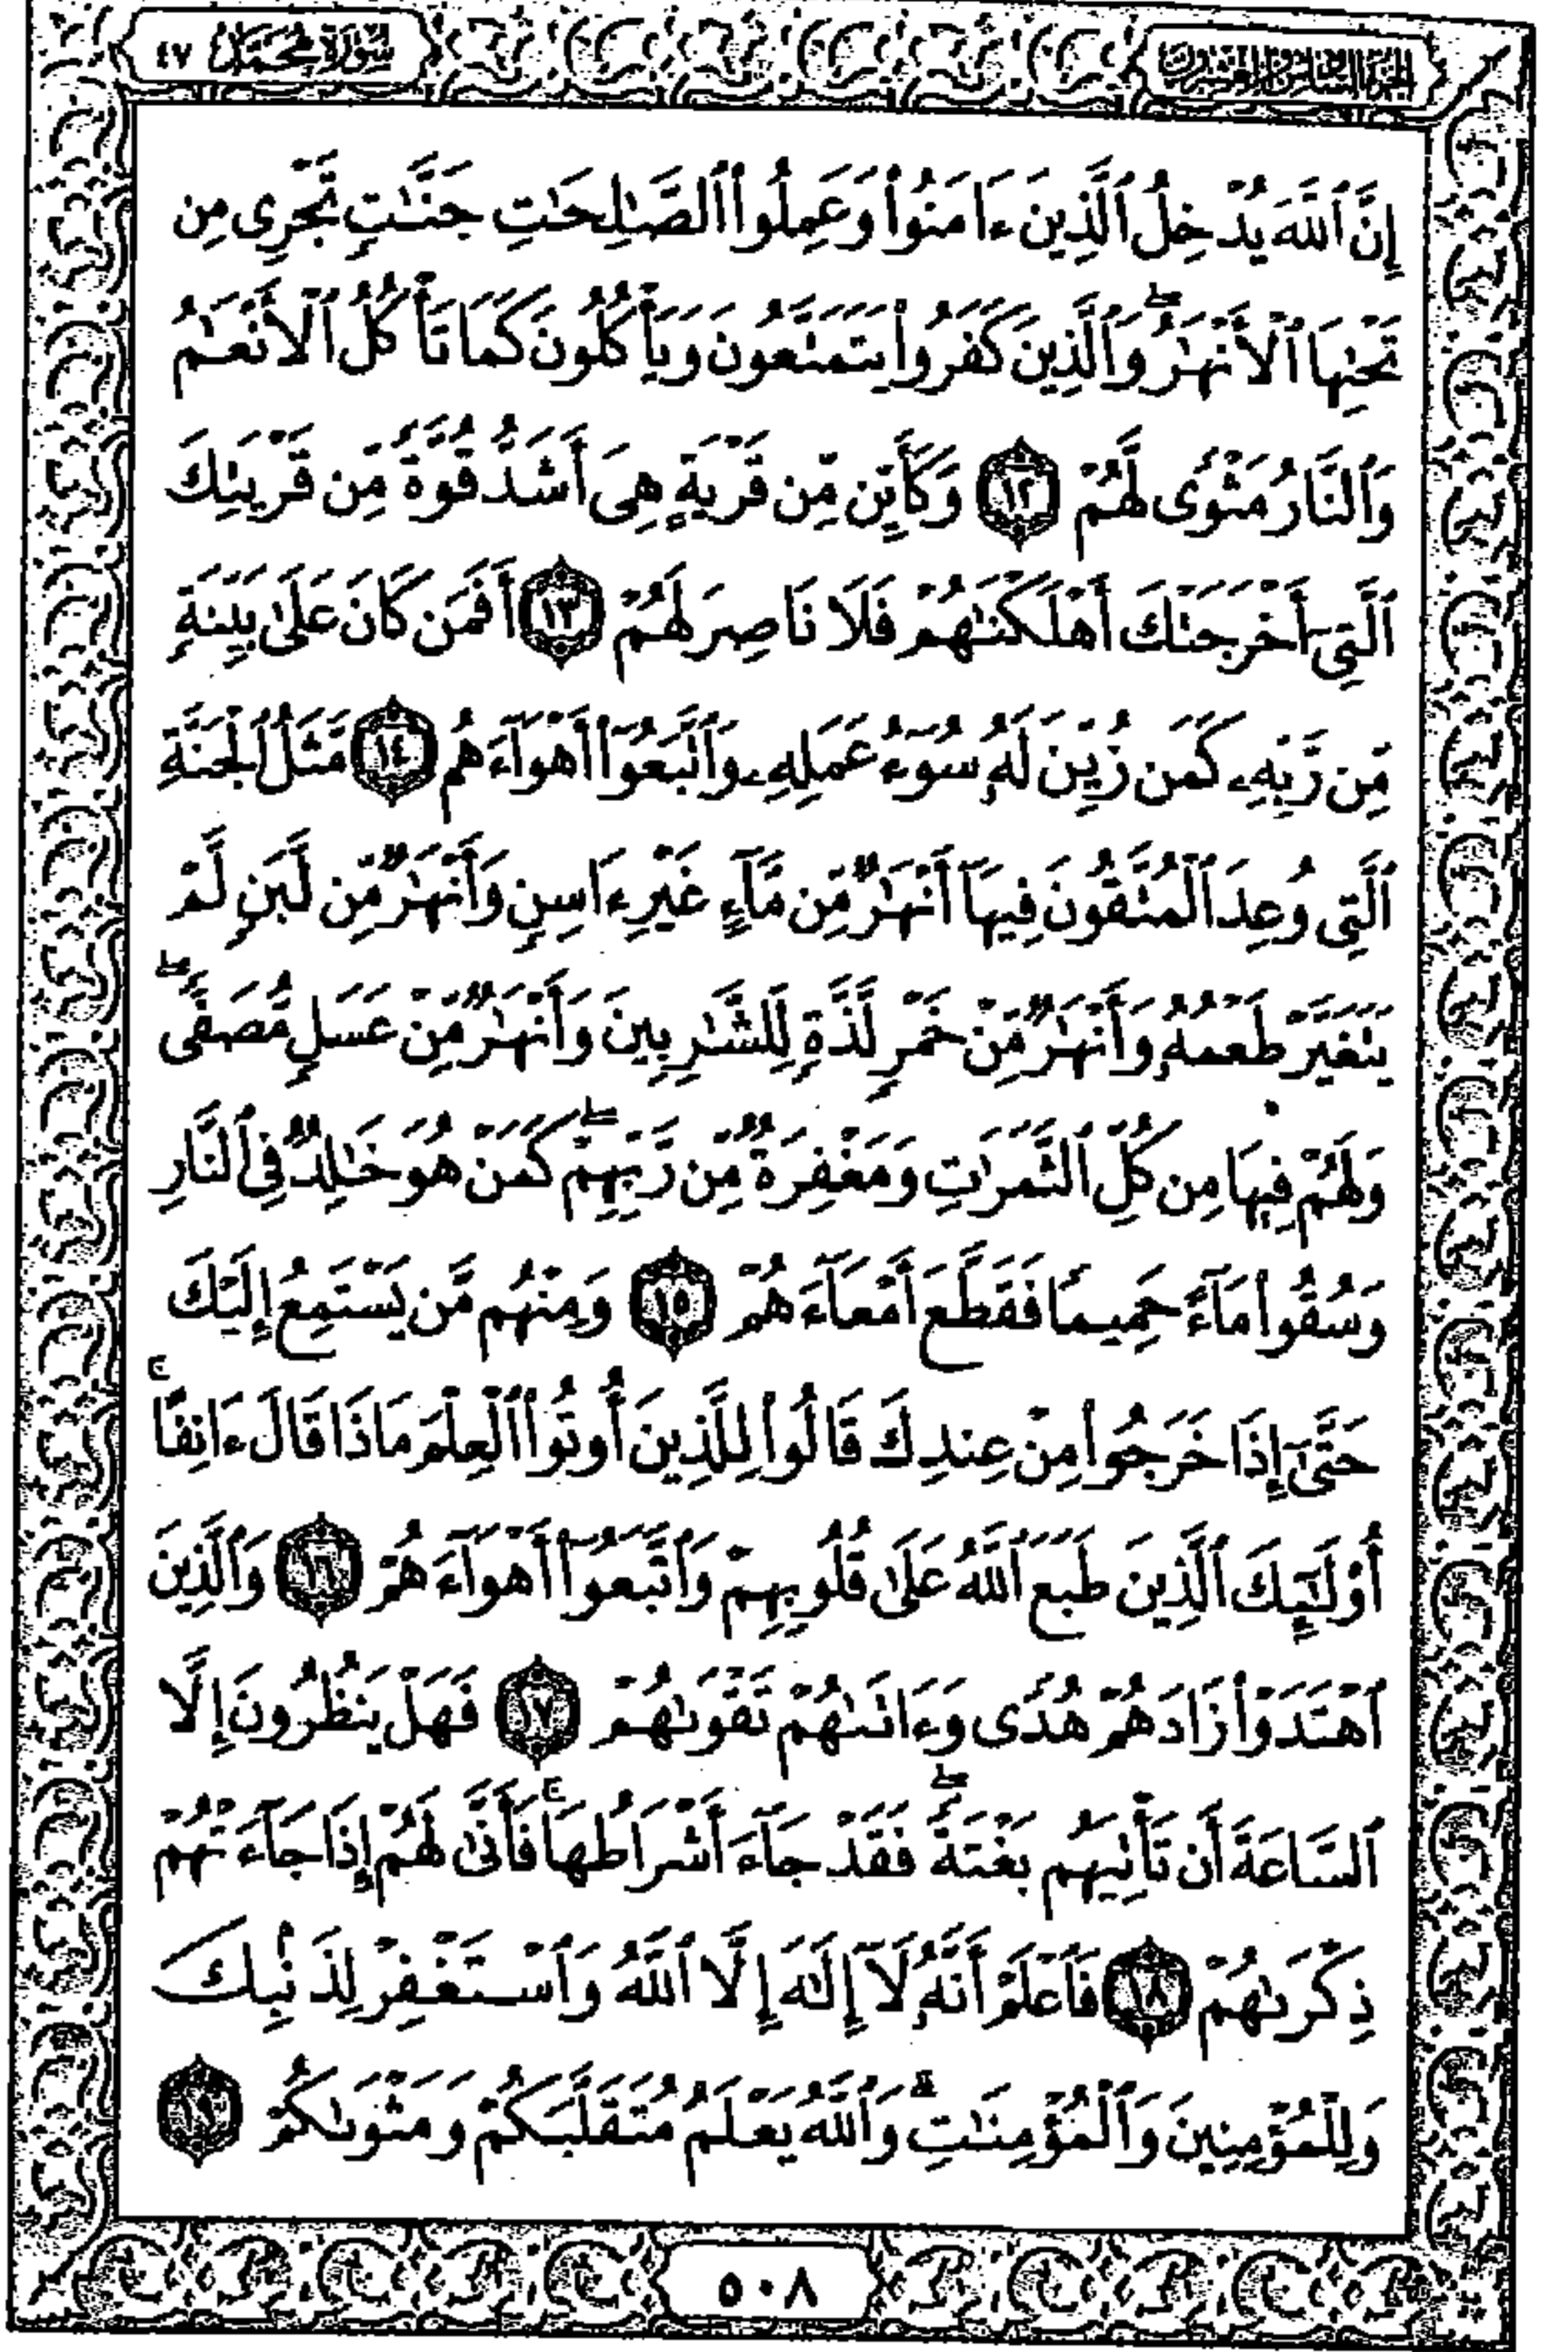 الجزء السادس والعشرون
سورة محمد ٤٧
إِنَّ ٱللَّهَ يُدْخِلُ ٱلَّذِينَ ءَامَنُوا۟ وَعَمِلُوا۟ ٱلصَّـٰلِحَـٰتِ جَنَّـٰتٍ تَجْرِى مِن
تَحْتِهَا ٱلْأَنْهَـٰرُ ۖ وَٱلَّذِينَ كَفَرُوا۟ يَتَمَتَّعُونَ وَيَأْكُلُونَ كَمَا تَأْكُلُ ٱلْأَنْعَـٰمُ
وَٱلنَّارُ مَثْوًى لَّهُمْ ١٢ وَكَأَيِّن مِّن قَرْيَةٍ هِىَ أَشَدُّ قُوَّةً مِّن قَرْيَتِكَ
ٱلَّتِىٓ أَخْرَجَتْكَ أَهْلَكْنَـٰهُمْ فَلَا نَاصِرَ لَهُمْ ١٣ أَفَمَن كَانَ عَلَىٰ بَيِّنَةٍ
مِّن رَّبِّهِۦ كَمَن زُيِّنَ لَهُۥ سُوٓءُ عَمَلِهِۦ وَٱتَّبَعُوٓا۟ أَهْوَآءَهُم ١٤ مَّثَلُ ٱلْجَنَّةِ
ٱلَّتِى وُعِدَ ٱلْمُتَّقُونَ فِيهَآ أَنْهَـٰرٌ مِّن مَّآءٍ غَيْرِ ءَاسِنٍ وَأَنْهَـٰرٌ مِّن لَّبَنٍ لَّمْ
يَتَغَيَّرْ طَعْمُهُۥ وَأَنْهَـٰرٌ مِّنْ خَمْرٍ لَّذَّةٍ لِّلشَّـٰرِبِينَ وَأَنْهَـٰرٌ مِّنْ عَسَلٍ مُّصَفًّى ۖ
وَلَهُمْ فِيهَا مِن كُلِّ ٱلثَّمَرَٰتِ وَمَغْفِرَةٌ مِّن رَّبِّهِمْ ۖ كَمَنْ هُوَ خَـٰلِدٌ فِى ٱلنَّارِ
وَسُقُوا۟ مَآءً حَمِيمًا فَقَطَّعَ أَمْعَآءَهُمْ ١٥ وَمِنْهُم مَّن يَسْتَمِعُ إِلَيْكَ
حَتَّىٰٓ إِذَا خَرَجُوا۟ مِنْ عِندِكَ قَالُوا۟ لِلَّذِينَ أُوتُوا۟ ٱلْعِلْمَ مَاذَا قَالَ ءَانِفًا ۚ
أُو۟لَـٰٓئِكَ ٱلَّذِينَ طَبَعَ ٱللَّهُ عَلَىٰ قُلُوبِهِمْ وَٱتَّبَعُوٓا۟ أَهْوَآءَهُمْ ١٦ وَٱلَّذِينَ
ٱهْتَدَوْا۟ زَادَهُمْ هُدًى وَءَاتَىٰهُمْ تَقْوَىٰهُمْ ١٧ فَهَلْ يَنظُرُونَ إِلَّا
ٱلسَّاعَةَ أَن تَأْتِيَهُم بَغْتَةً ۖ فَقَدْ جَآءَ أَشْرَاطُهَا ۚ فَأَنَّىٰ لَهُمْ إِذَا جَآءَتْهُمْ
ذِكْرَىٰهُمْ ١٨ فَٱعْلَمْ أَنَّهُۥ لَآ إِلَـٰهَ إِلَّا ٱللَّهُ وَٱسْتَغْفِرْ لِذَنۢبِكَ
وَلِلْمُؤْمِنِينَ وَٱلْمُؤْمِنَـٰتِ ۗ وَٱللَّهُ يَعْلَمُ مُتَقَلَّبَكُمْ وَمَثْوَىٰكُمْ ١٩
٥٠٨